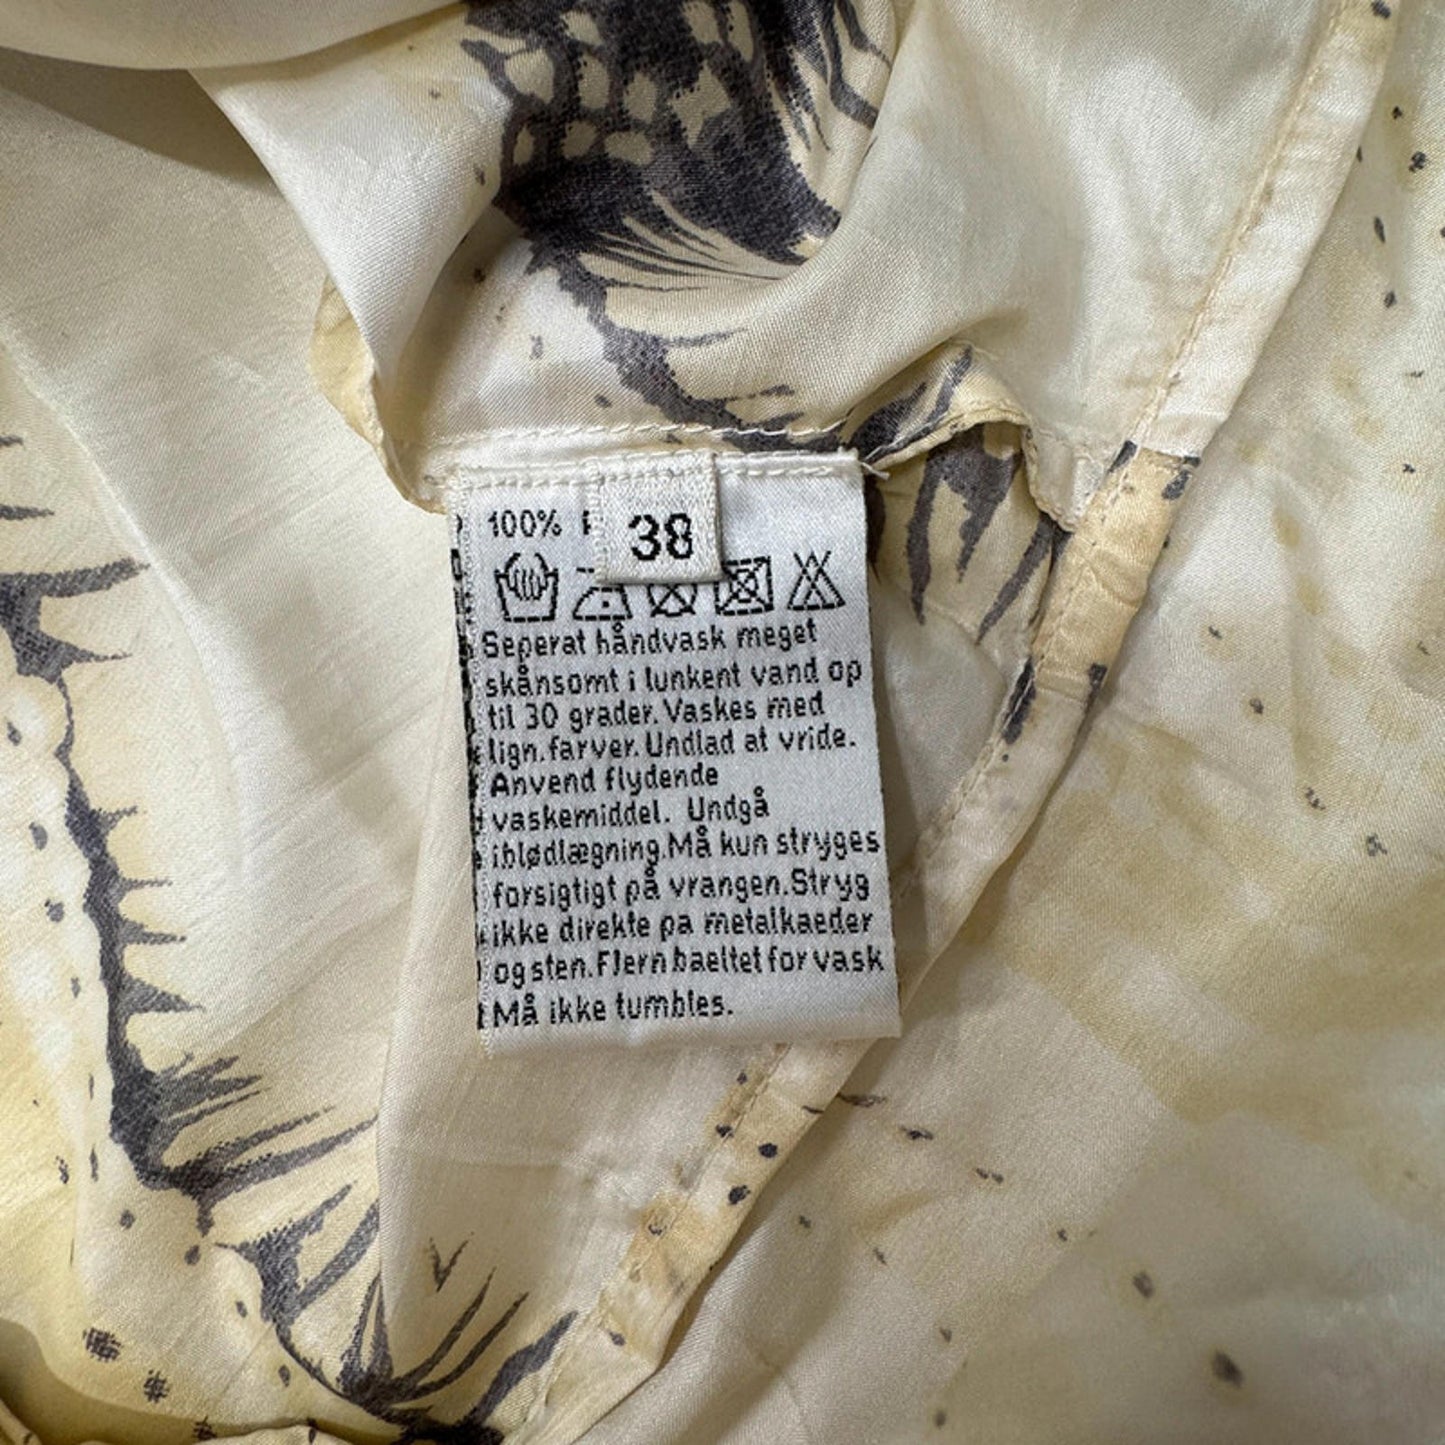 100%
38
Seperat håndvask meget
skånsomt i lunkent vand op
til 30 grader. Vaskes med
lign. farver. Undlad at vride.
Anvend flydende
vaskemiddel. Undgå
iblødlægning. Må kun stryges
forsigtigt på vrangen. Stryg
ikke direkte pa metalkaeder
og sten. Fjern baeltet for vask
Må ikke tumbles.